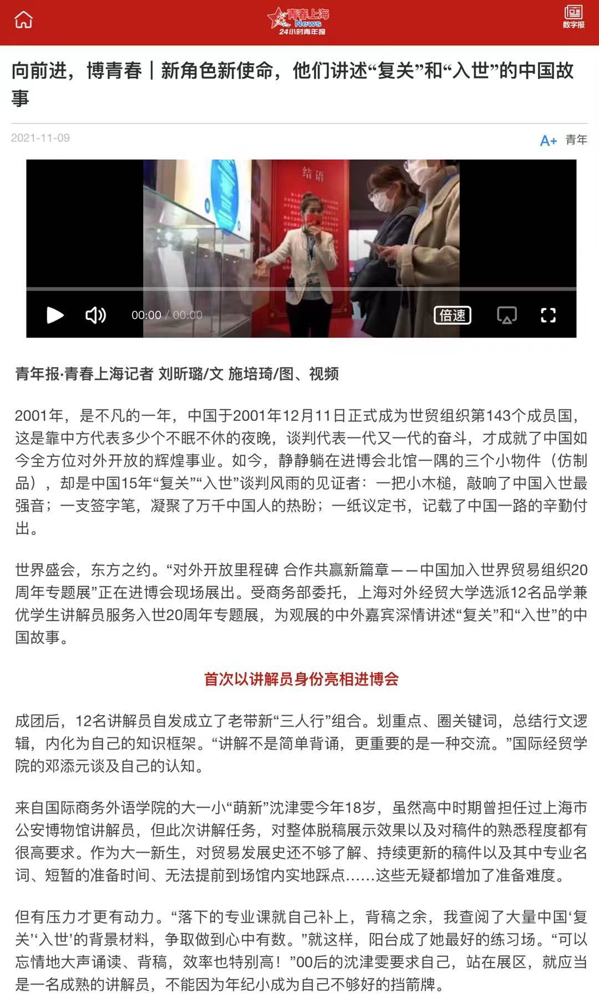 青春上海
News
24小时青年报
数字报
向前进，博青春｜新角色新使命，他们讲述“复关”和“入世”的中国故
事
2021-11-09
A+ 青年
结语
00:00 / 00:00
倍速
青年报·青春上海记者 刘昕璐/文 施培琦/图、视频
2001年，是不凡的一年，中国于2001年12月11日正式成为世贸组织第143个成员国，
这是靠中方代表多少个不眠不休的夜晚，谈判代表一代又一代的奋斗，才成就了中国如
今全方位对外开放的辉煌事业。如今，静静躺在进博会北馆一隅的三个小物件（仿制
品），却是中国15年“复关”“入世”谈判风雨的见证者：一把小木槌，敲响了中国入世最
强音；一支签字笔，凝聚了万千中国人的热盼；一纸议定书，记载了中国一路的辛勤付
出。
世界盛会，东方之约。“对外开放里程碑 合作共赢新篇章——中国加入世界贸易组织20
周年专题展”正在进博会现场展出。受商务部委托，上海对外经贸大学选派12名品学兼
优学生讲解员服务入世20周年专题展，为观展的中外嘉宾深情讲述“复关”和“入世”的中
国故事。
首次以讲解员身份亮相进博会
成团后，12名讲解员自发成立了老带新“三人行”组合。划重点、圈关键词，总结行文逻
辑，内化为自己的知识框架。“讲解不是简单背诵，更重要的是一种交流。”国际经贸学
院的邓添元谈及自己的认知。
来自国际商务外语学院的大一小“萌新”沈津雯今年18岁，虽然高中时期曾担任过上海市
公安博物馆讲解员，但此次讲解任务，对整体脱稿展示效果以及对稿件的熟悉程度都有
很高要求。作为大一新生，对贸易发展史还不够了解、持续更新的稿件以及其中专业名
词、短暂的准备时间、无法提前到场馆内实地踩点……这些无疑都增加了准备难度。
但有压力才更有动力。“落下的专业课就自己补上，背稿之余，我查阅了大量中国‘复
关’‘入世’的背景材料，争取做到心中有数。”就这样，阳台成了她最好的练习场。“可以
忘情地大声诵读、背稿，效率也特别高！”00后的沈津雯要求自己，站在展区，就应当
是一名成熟的讲解员，不能因为年纪小成为自己不够好的挡箭牌。